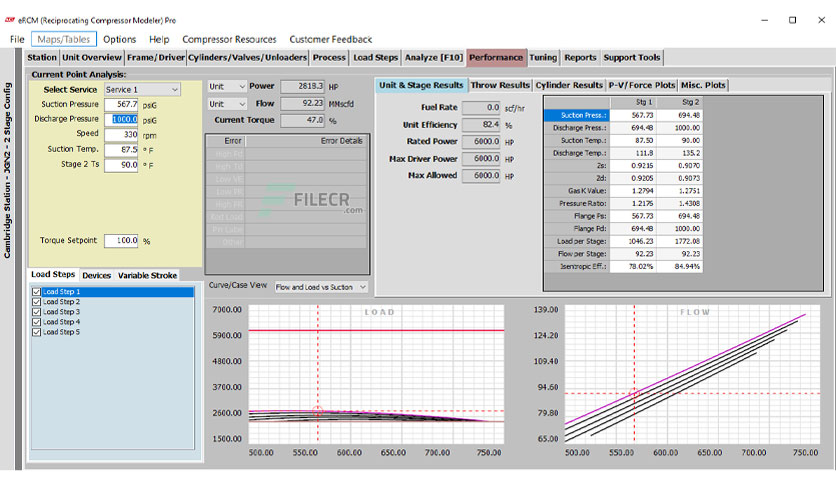 eRCM (Reciprocating Compressor Modeler) Pro
File Maps/Tables Options Help Compressor Resources Customer Feedback
Station Unit Overview Frame/Driver Cylinders/Valves/Unloaders Process Load Steps Analyze [F10] Performance Tuning Reports Support Tools
Cambridge Station - JGN2 - 2 Stage Config
Current Point Analysis:
Select Service Service 1
Suction Pressure 567.7 psiG
Discharge Pressure 1000.0 psiG
Speed 330 rpm
Suction Temp. 87.5 ° F
Stage 2 Ts 90.0 ° F
Torque Setpoint 100.0 %
Unit Power 2818.3 HP
Unit Flow 92.23 MMscfd
Current Torque 47.0 %
Error Error Details
High Pd
High Td
Low VE
Low PR
High PR
Rod Load
Pin Lube
Other
FILECR
.com
Unit & Stage Results Throw Results Cylinder Results P-V/Force Plots Misc. Plots
Fuel Rate 0.0 scf/hr
Unit Efficiency 82.4 %
Rated Power 6000.0 HP
Max Driver Power 6000.0 HP
Max Allowed 6000.0 HP
Stg 1 Stg 2
Suction Press.: 567.73 694.48
Discharge Press.: 694.48 1000.00
Suction Temp.: 87.50 90.00
Discharge Temp.: 111.8 135.2
Zs: 0.9215 0.9070
Zd: 0.9205 0.9073
Gas K Value: 1.2794 1.2751
Pressure Ratio: 1.2175 1.4308
Flange Ps: 567.73 694.48
Flange Pd: 694.48 1000.00
Load per Stage: 1046.23 1772.08
Flow per Stage: 92.23 92.23
Isentropic Eff.: 78.02% 84.94%
Load Steps Devices Variable Stroke
Load Step 1
Load Step 2
Load Step 3
Load Step 4
Load Step 5
Curve/Case View Flow and Load vs Suction
LOAD
7000.00
5900.00
4800.00
3700.00
2600.00
1500.00
500.00 550.00 600.00 650.00 700.00 750.00
FLOW
139.00
124.20
109.40
94.60
79.80
65.00
503.00 550.00 600.00 650.00 700.00 750.00